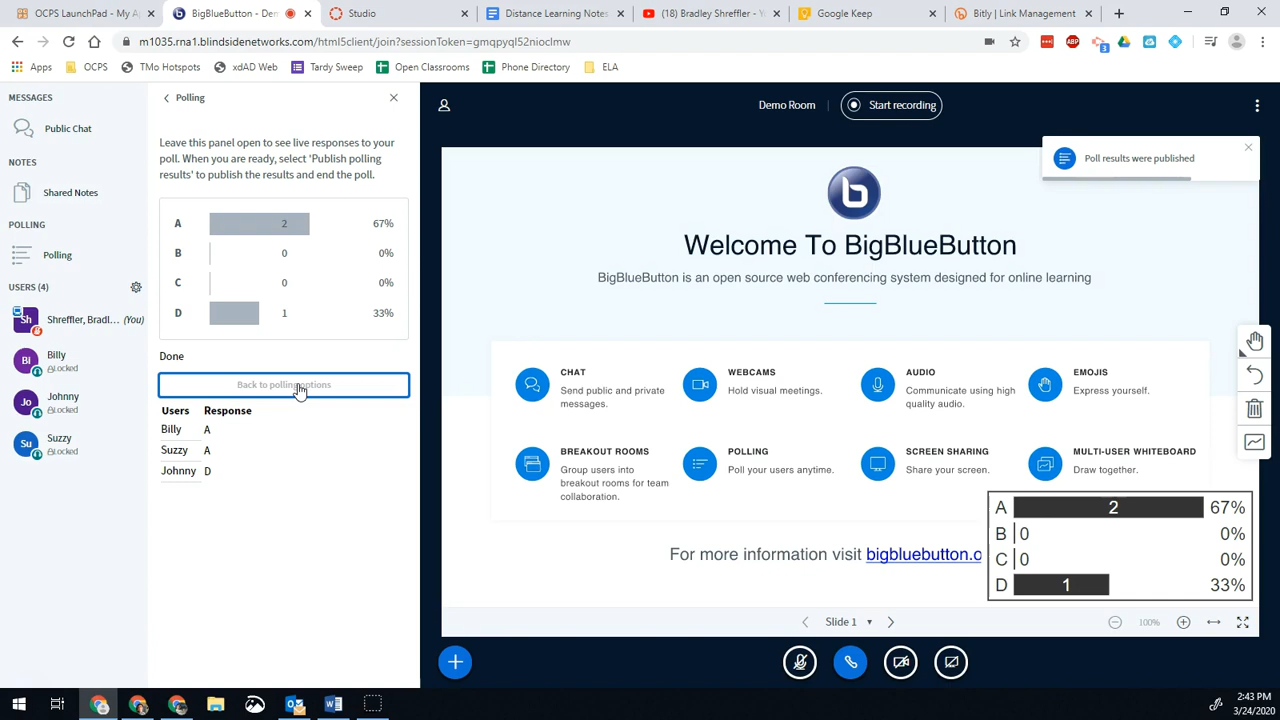 OCPS LaunchPad - My A
BigBlueButton - Dem
Studio
Distance Learning Notes
(18) Bradley Shreffler - Y
Google Keep
Bitly | Link Management
m1035.rna1.blindsidenetworks.com/html5client/join?sessionToken=gmqpyql52nioclmw
ABP
3
Apps
OCPS
TMo Hotspots
xdAD Web
Tardy Sweep
Open Classrooms
Phone Directory
ELA
MESSAGES
Public Chat
NOTES
Shared Notes
POLLING
Polling
USERS (4)
Sh
Shreffler, Bradl... (You)
Bi
Billy
Locked
Jo
Johnny
Locked
Su
Suzzy
Locked
Polling
Leave this panel open to see live responses to your
poll. When you are ready, select 'Publish polling
results' to publish the results and end the poll.
A 2 67%
B 0 0%
C 0 0%
D 1 33%
Done
Back to polling options
Users Response
Billy A
Suzzy A
Johnny D
Demo Room
Start recording
Poll results were published
b
Welcome To BigBlueButton
BigBlueButton is an open source web conferencing system designed for online learning
CHAT
Send public and private
messages.
WEBCAMS
Hold visual meetings.
AUDIO
Communicate using high
quality audio.
EMOJIS
Express yourself.
BREAKOUT ROOMS
Group users into
breakout rooms for team
collaboration.
POLLING
Poll your users anytime.
SCREEN SHARING
Share your screen.
MULTI-USER WHITEBOARD
Draw together.
For more information visit bigbluebutton.o
A 2 67%
B 0 0%
C 0 0%
D 1 33%
Slide 1
100%
2:43 PM
3/24/2020